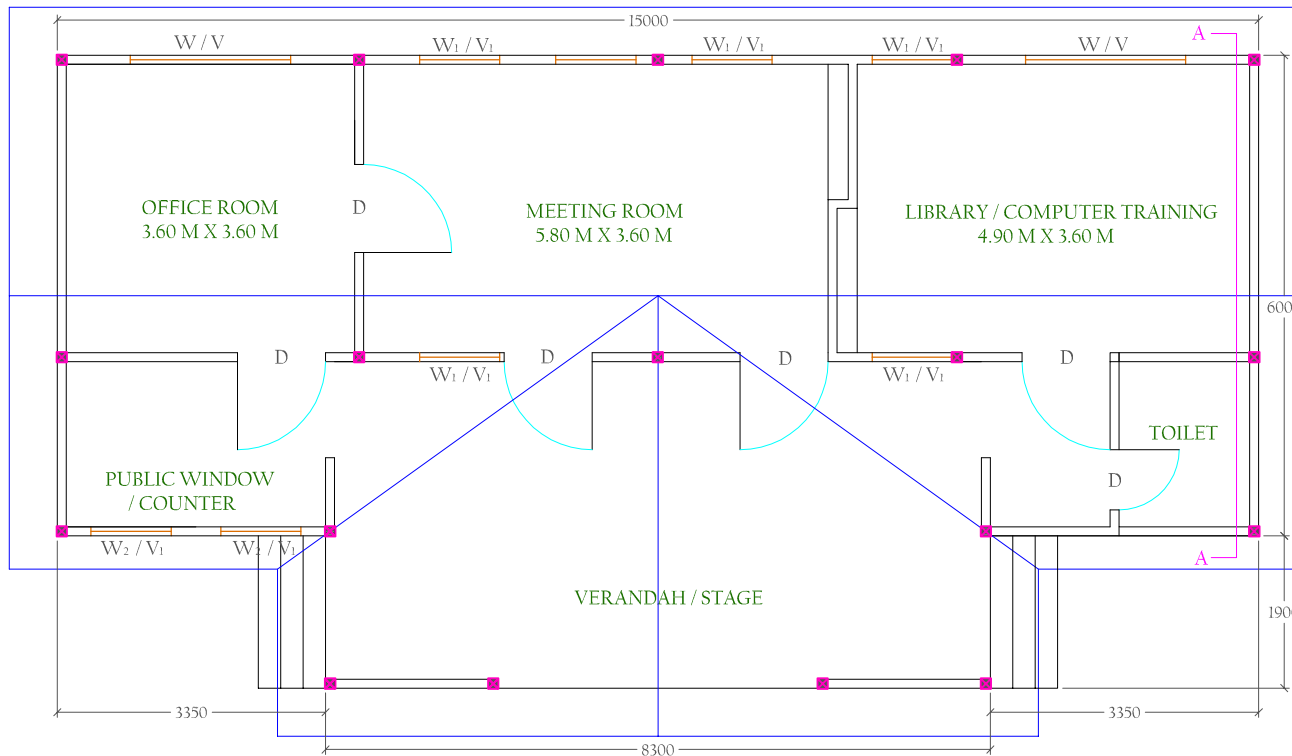 15000
W / V
W₁ / V₁
W₁ / V₁
W₁ / V₁
W / V
A
OFFICE ROOM
3.60 M X 3.60 M
D
MEETING ROOM
5.80 M X 3.60 M
LIBRARY / COMPUTER TRAINING
4.90 M X 3.60 M
D
D
D
D
W₁ / V₁
W₁ / V₁
TOILET
PUBLIC WINDOW
/ COUNTER
D
W₂ / V₁
W₂ / V₁
A
VERANDAH / STAGE
3350
3350
8300